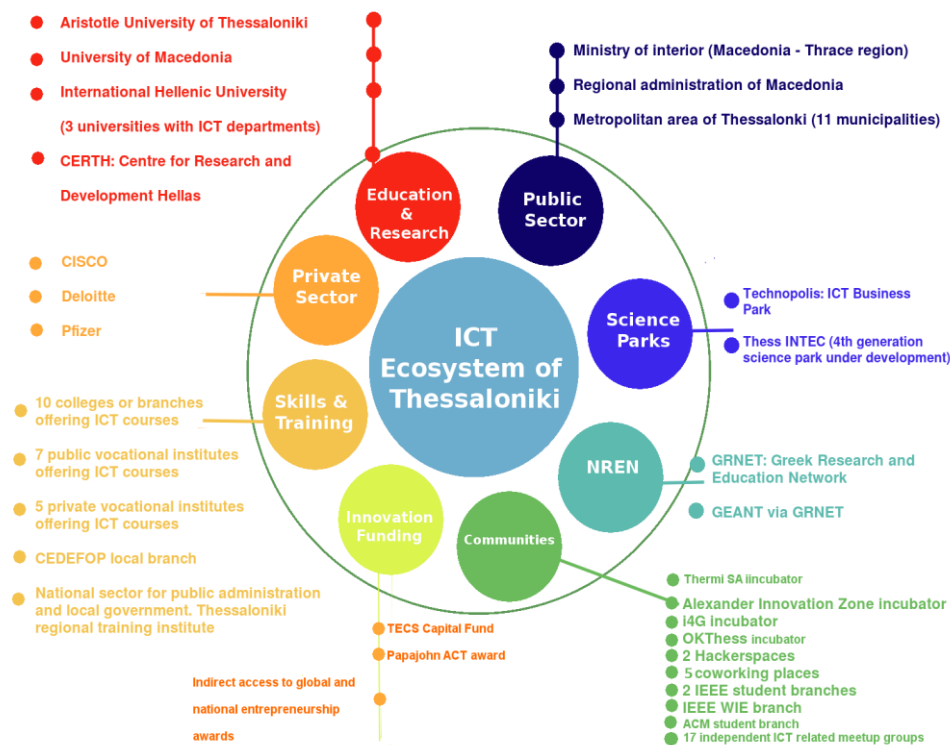 Aristotle University of Thessaloniki
University of Macedonia
International Hellenic University
(3 universities with ICT departments)
CERTH: Centre for Research and
Development Hellas
Ministry of interior (Macedonia - Thrace region)
Regional administration of Macedonia
Metropolitan area of Thessaloniki (11 municipalities)
Education
&
Research
Public
Sector
CISCO
Deloitte
Pfizer
Private
Sector
Science
Parks
Technopolis: ICT Business
Park
Thess INTEC (4th generation
science park under development)
ICT
Ecosystem of
Thessaloniki
10 colleges or branches
offering ICT courses
7 public vocational institutes
offering ICT courses
5 private vocational institutes
offering ICT courses
CEDEFOP local branch
National sector for public administration
and local government. Thessaloniki
regional training institute
Skills &
Training
NREN
GRNET: Greek Research and
Education Network
GEANT via GRNET
Innovation
Funding
Communities
TECS Capital Fund
Papajohn ACT award
Indirect access to global and
national entrepreneurship
awards
Thermi SA iincubator
Alexander Innovation Zone incubator
i4G incubator
OKThess incubator
2 Hackerspaces
5 coworking places
2 IEEE student branches
IEEE WIE branch
ACM student branch
17 independent ICT related meetup groups